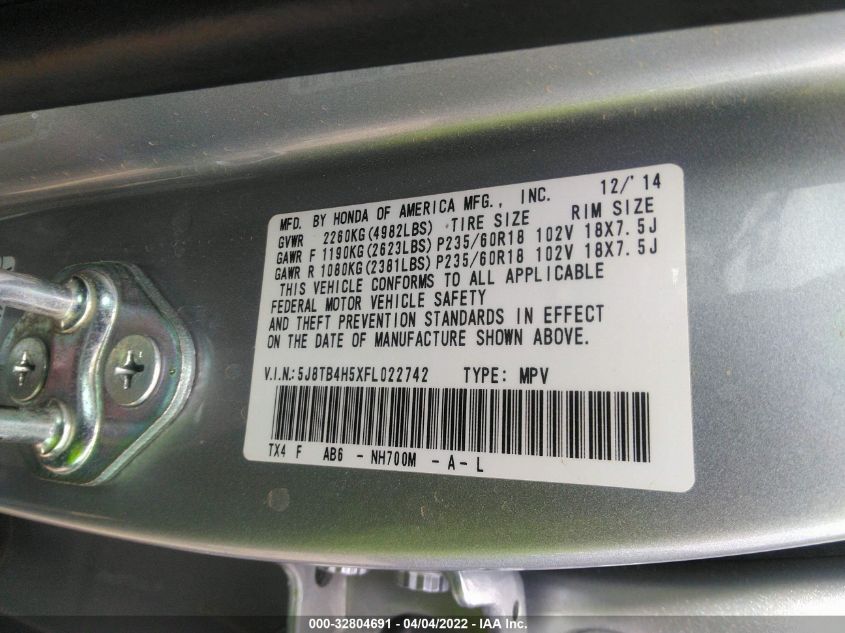 MFD. BY HONDA OF AMERICA MFG., INC. 12/'14
GVWR 2260KG(4982LBS) TIRE SIZE RIM SIZE
GAWR F 1190KG(2623LBS) P235/60R18 102V 18X7.5J
GAWR R 1080KG(2381LBS) P235/60R18 102V 18X7.5J
THIS VEHICLE CONFORMS TO ALL APPLICABLE
FEDERAL MOTOR VEHICLE SAFETY
AND THEFT PREVENTION STANDARDS IN EFFECT
ON THE DATE OF MANUFACTURE SHOWN ABOVE.
V.I.N.: 5J8TB4H5XFL022742 TYPE: MPV
TX4 F AB6 - NH700M - A - L
000-32804691 - 04/04/2022 - IAA Inc.